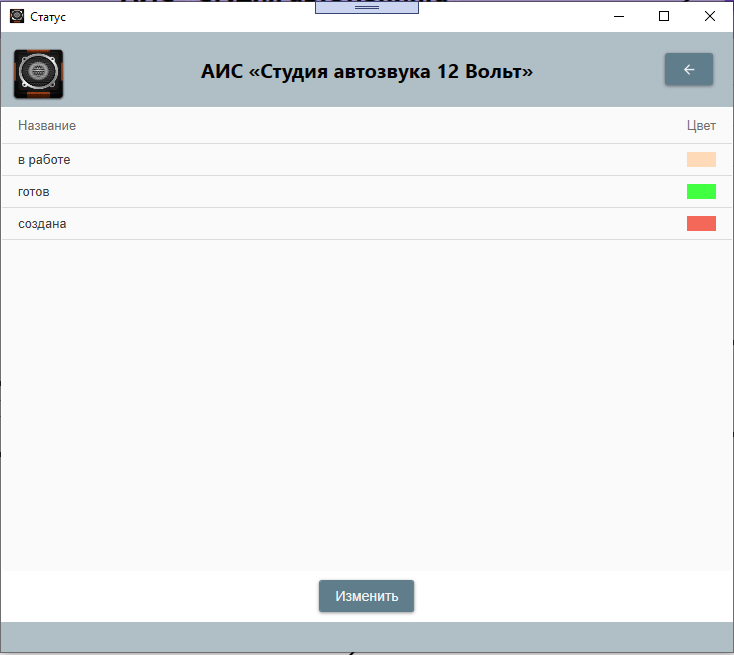 Статус
АИС «Студия автозвука 12 Вольт»
Название Цвет
в работе
готов
создана
Изменить